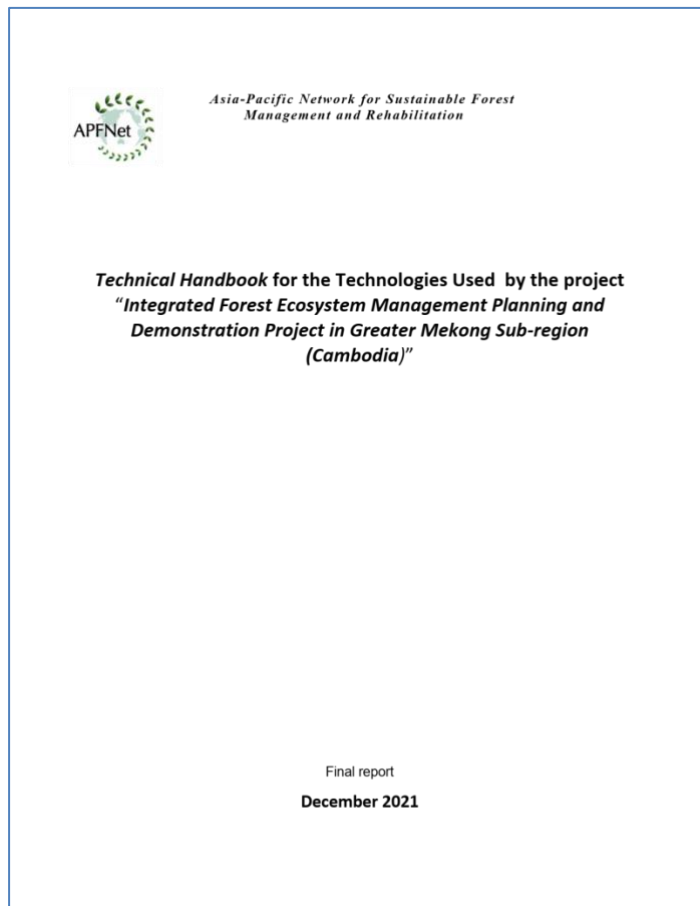 APFNet
Asia-Pacific Network for Sustainable Forest
Management and Rehabilitation
Technical Handbook for the Technologies Used by the project
“Integrated Forest Ecosystem Management Planning and
Demonstration Project in Greater Mekong Sub-region
(Cambodia)”
Final report
December 2021